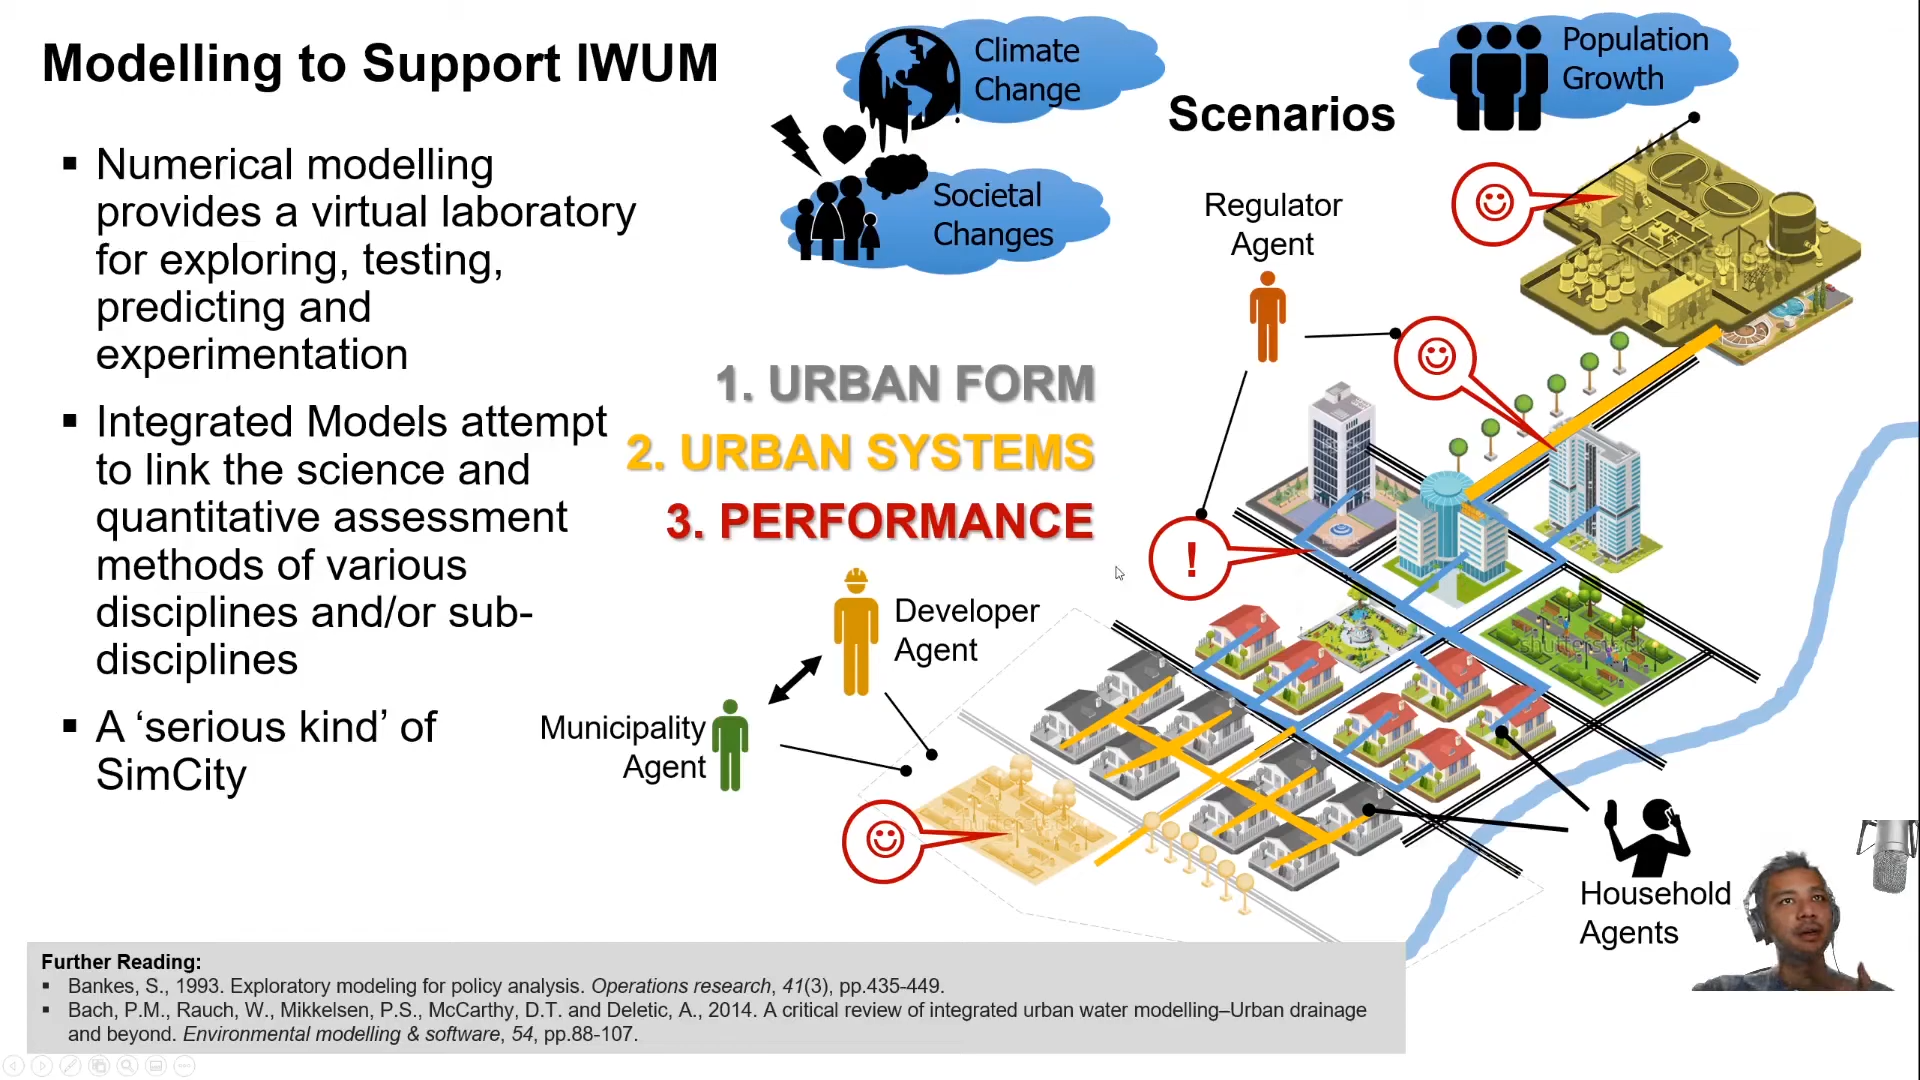 Modelling to Support IWUM
▪ Numerical modelling
provides a virtual laboratory
for exploring, testing,
predicting and
experimentation
▪ Integrated Models attempt
to link the science and
quantitative assessment
methods of various
disciplines and/or sub-
disciplines
▪ A ‘serious kind’ of
SimCity
Climate
Change
Societal
Changes
Scenarios
Population
Growth
Regulator
Agent
1. URBAN FORM
2. URBAN SYSTEMS
3. PERFORMANCE
!
Developer
Agent
Municipality
Agent
shutterstock
Household
Agents
Further Reading:
▪ Bankes, S., 1993. Exploratory modeling for policy analysis. Operations research, 41(3), pp.435-449.
▪ Bach, P.M., Rauch, W., Mikkelsen, P.S., McCarthy, D.T. and Deletic, A., 2014. A critical review of integrated urban water modelling–Urban drainage
and beyond. Environmental modelling & software, 54, pp.88-107.